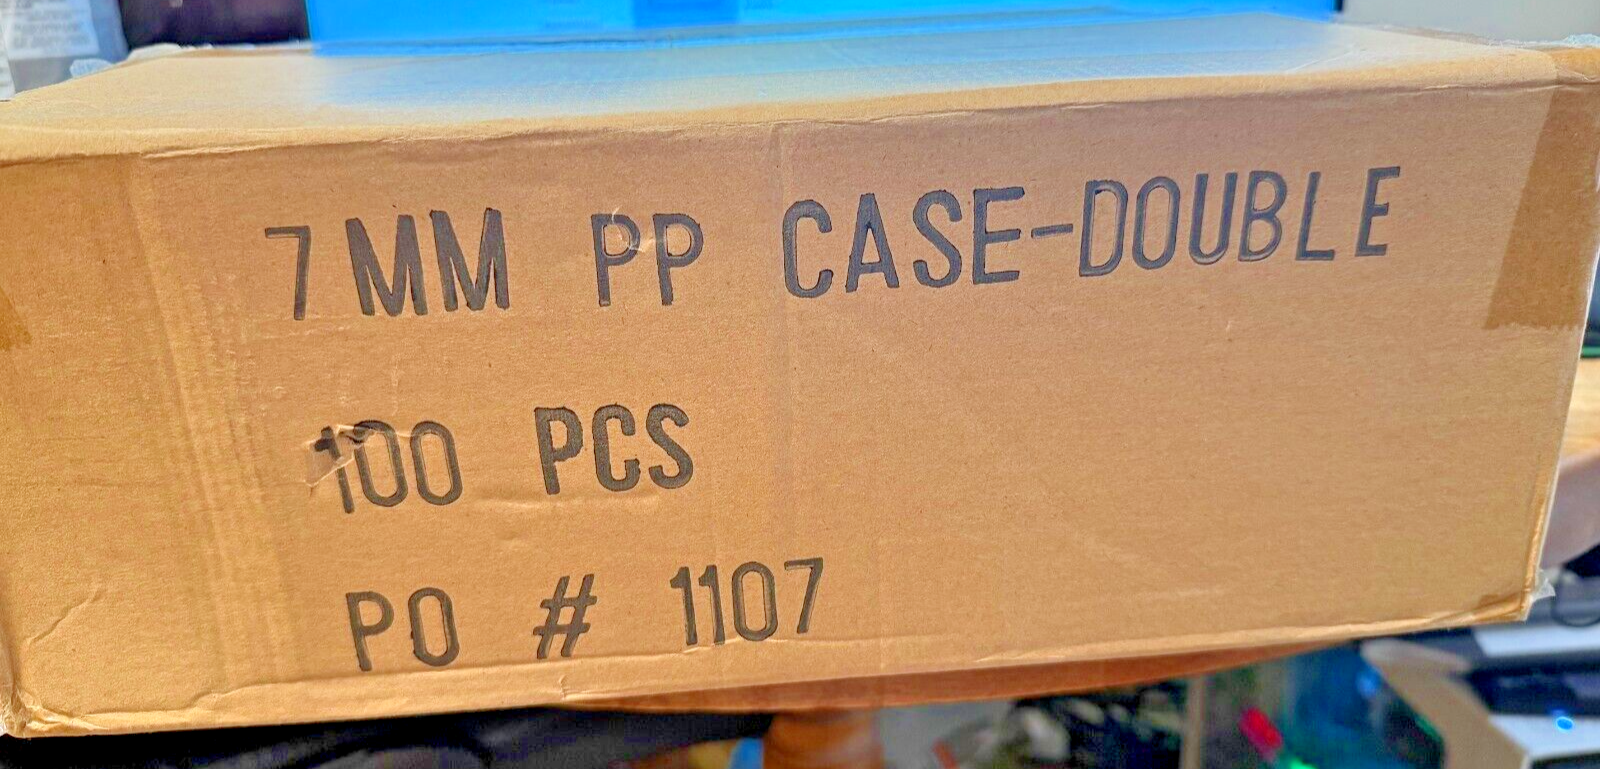 7MM PP CASE-DOUBLE
100 PCS
PO # 1107